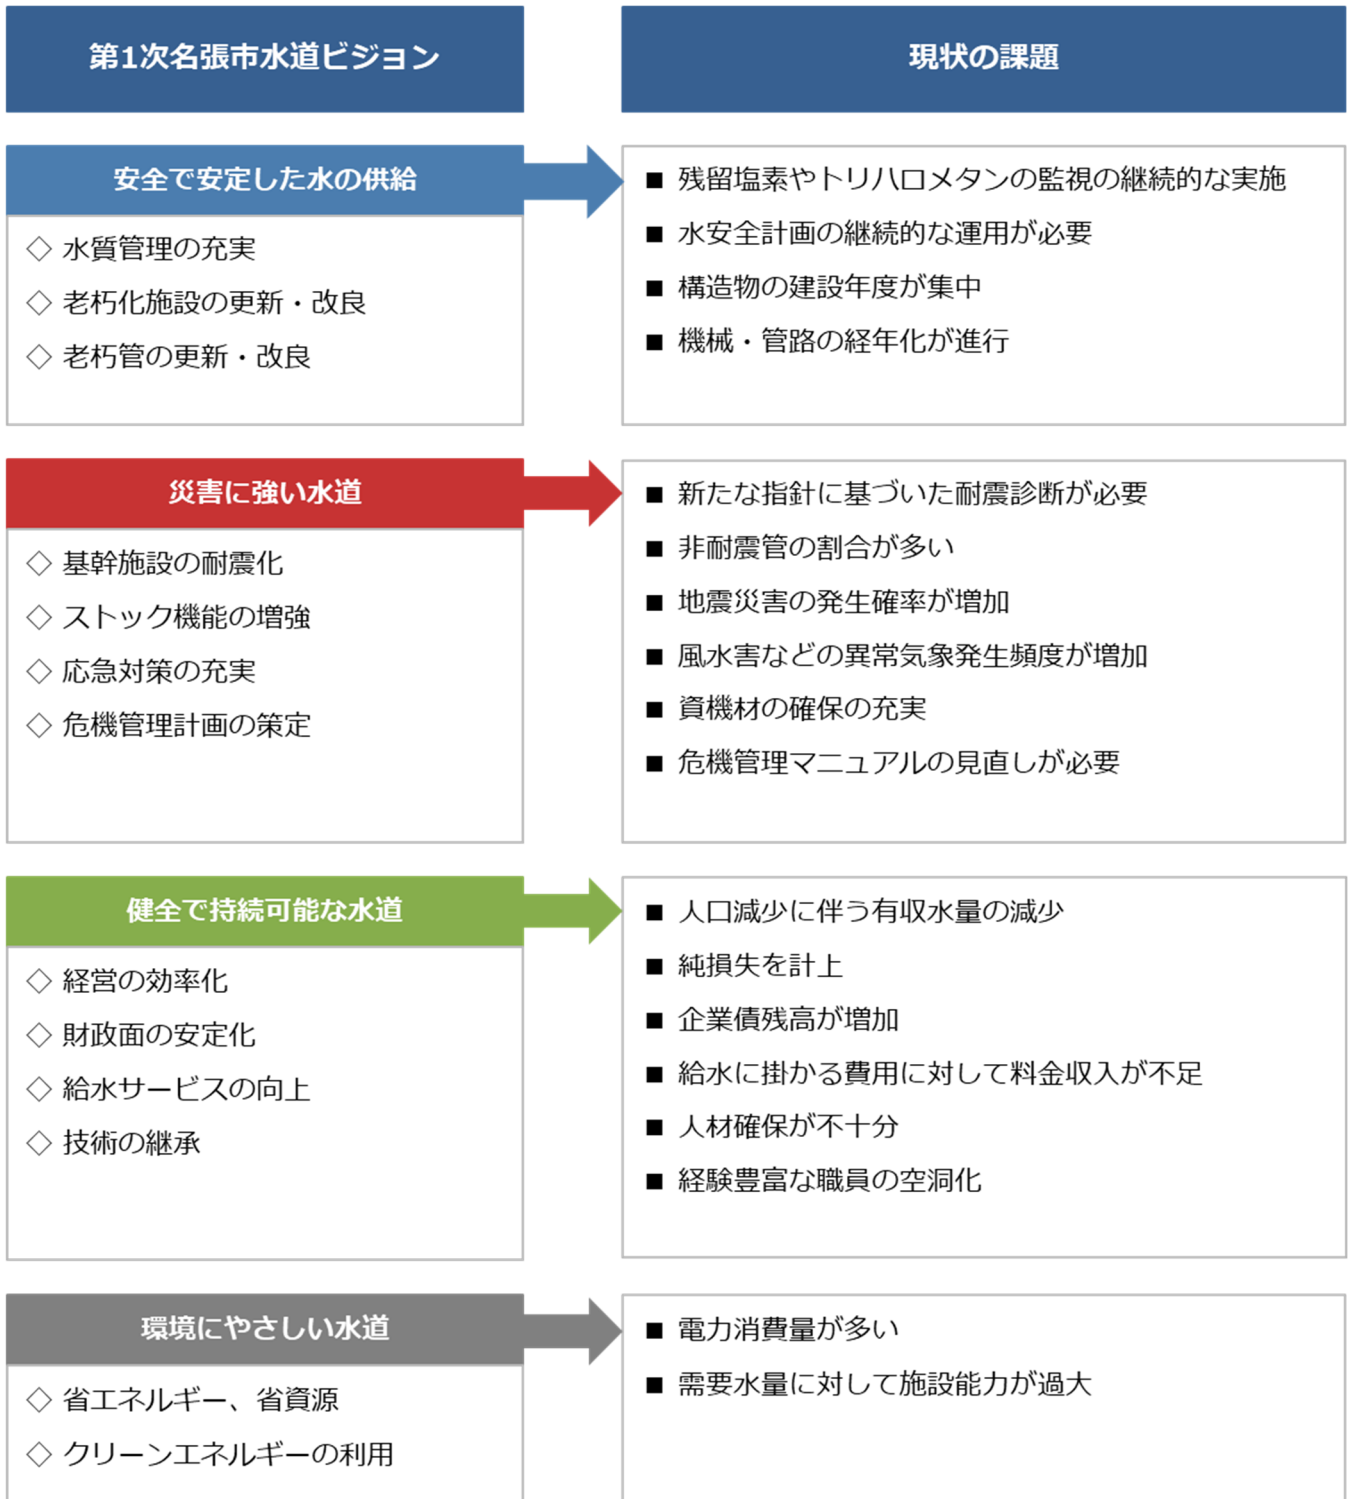 第1次名張市水道ビジョン
現状の課題
安全で安定した水の供給
◇ 水質管理の充実
◇ 老朽化施設の更新・改良
◇ 老朽管の更新・改良
■ 残留塩素やトリハロメタンの監視の継続的な実施
■ 水安全計画の継続的な運用が必要
■ 構造物の建設年度が集中
■ 機械・管路の経年化が進行
災害に強い水道
◇ 基幹施設の耐震化
◇ ストック機能の増強
◇ 応急対策の充実
◇ 危機管理計画の策定
■ 新たな指針に基づいた耐震診断が必要
■ 非耐震管の割合が多い
■ 地震災害の発生確率が増加
■ 風水害などの異常気象発生頻度が増加
■ 資機材の確保の充実
■ 危機管理マニュアルの見直しが必要
健全で持続可能な水道
◇ 経営の効率化
◇ 財政面の安定化
◇ 給水サービスの向上
◇ 技術の継承
■ 人口減少に伴う有収水量の減少
■ 純損失を計上
■ 企業債残高が増加
■ 給水に掛かる費用に対して料金収入が不足
■ 人材確保が不十分
■ 経験豊富な職員の空洞化
環境にやさしい水道
◇ 省エネルギー、省資源
◇ クリーンエネルギーの利用
■ 電力消費量が多い
■ 需要水量に対して施設能力が過大